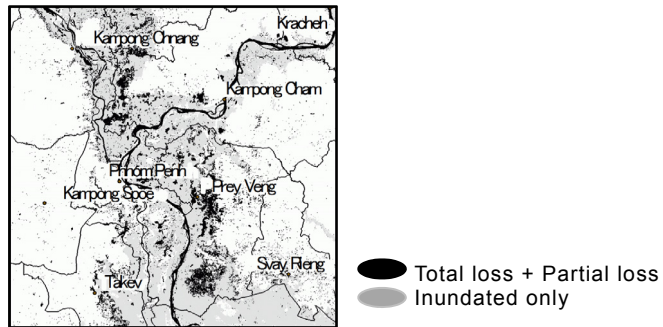 Kracheh
Kampong Chnang
Kampong Cham
Phnom Penh
Kampong Spoe
Prey Veng
Svay Rieng
Takev
Total loss + Partial loss
Inundated only